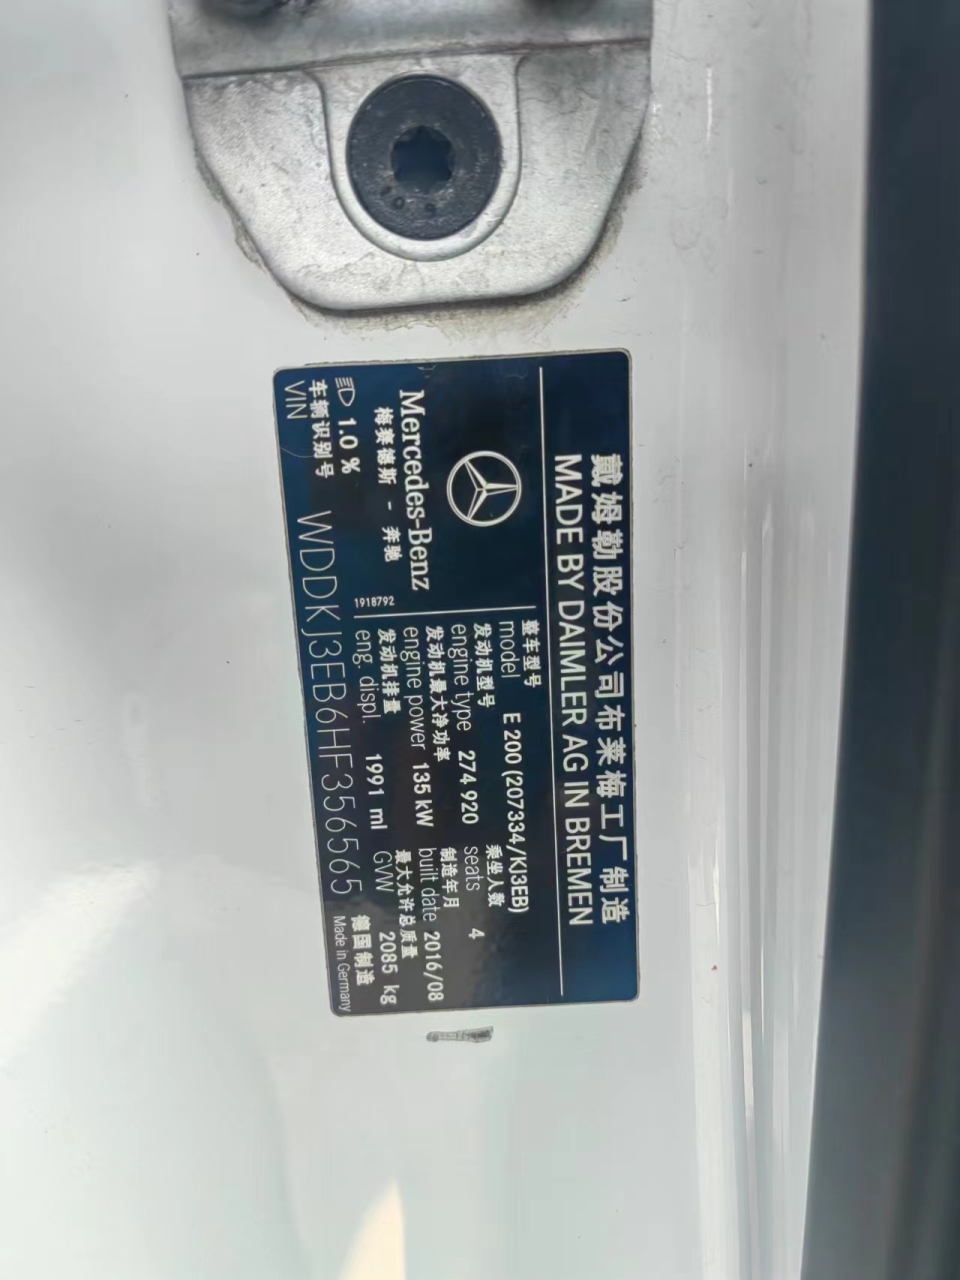 戴姆勒股份公司布莱梅工厂制造
MADE BY DAIMLER AG IN BREMEN
Mercedes-Benz
梅赛德斯 - 奔驰
1.0 %
1918792
整车型号
model E 200 (207334/KJ3EB)
发动机型号 乘坐人数
engine type 274 920 seats 4
发动机最大净功率 制造年月
engine power 135 kW built date 2016/08
发动机排量 最大允许总质量
eng. displ. 1991 ml GVW 2085 kg
车辆识别号 德国制造
VIN WDDKJ3EB6HF356565 Made in Germany